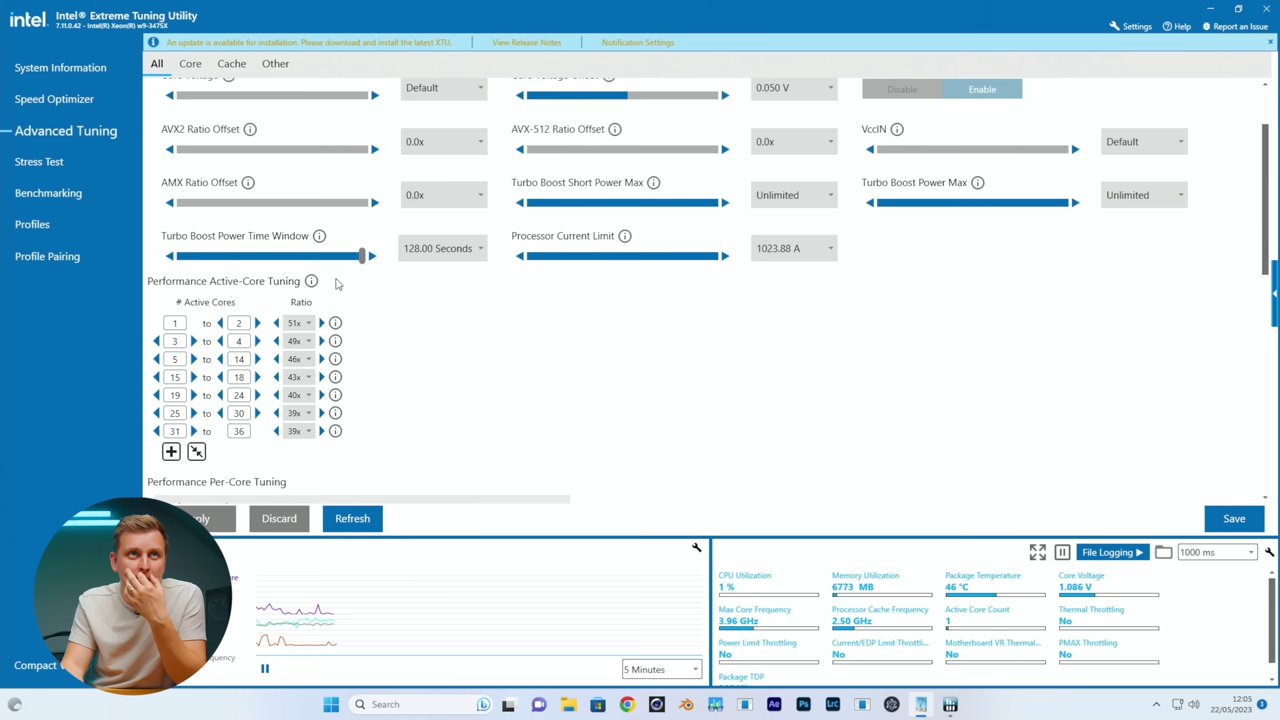 intel Intel® Extreme Tuning Utility
7.11.0.42 - Intel(R) Xeon(R) w9-3475X
Settings Help Report an Issue
An update is available for installation. Please download and install the latest XTU. View Release Notes Notification Settings
System Information
Speed Optimizer
Advanced Tuning
Stress Test
Benchmarking
Profiles
Profile Pairing
All Core Cache Other
Default 0.050 V Disable Enable
AVX2 Ratio Offset AVX-512 Ratio Offset VccIN
0.0x 0.0x Default
AMX Ratio Offset Turbo Boost Short Power Max Turbo Boost Power Max
0.0x Unlimited Unlimited
Turbo Boost Power Time Window Processor Current Limit
128.00 Seconds 1023.88 A
Performance Active-Core Tuning
# Active Cores Ratio
1 to 2 51x
3 to 4 49x
5 to 14 46x
15 to 18 43x
19 to 24 40x
25 to 30 39x
31 to 36 39x
Performance Per-Core Tuning
Discard Refresh Save
File Logging 1000 ms
CPU Utilization Memory Utilization Package Temperature Core Voltage
1 % 6773 MB 46 °C 1.086 V
Max Core Frequency Processor Cache Frequency Active Core Count Thermal Throttling
3.96 GHz 2.50 GHz 1 No
Power Limit Throttling Current/EDP Limit Throttli... Motherboard VR Thermal... PMAX Throttling
No No No No
Package TDP
5 Minutes
Compact
Search
Ae Ps Lrc
12:05
22/05/2023
3